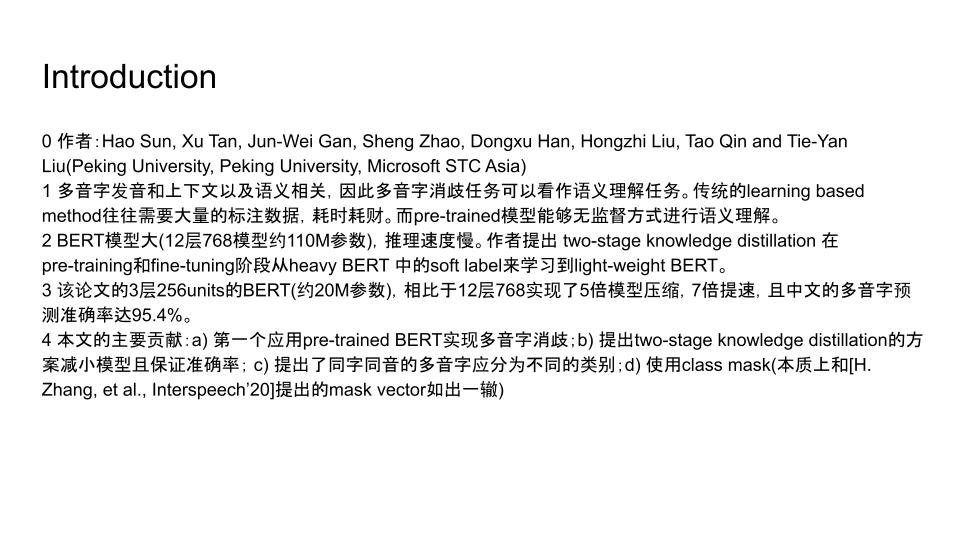 Introduction
0 作者：Hao Sun, Xu Tan, Jun-Wei Gan, Sheng Zhao, Dongxu Han, Hongzhi Liu, Tao Qin and Tie-Yan
Liu(Peking University, Peking University, Microsoft STC Asia)
1 多音字发音和上下文以及语义相关，因此多音字消歧任务可以看作语义理解任务。传统的learning based
method往往需要大量的标注数据，耗时耗财。而pre-trained模型能够无监督方式进行语义理解。
2 BERT模型大(12层768模型约110M参数)，推理速度慢。作者提出 two-stage knowledge distillation 在
pre-training和fine-tuning阶段从heavy BERT 中的soft label来学习到light-weight BERT。
3 该论文的3层256units的BERT(约20M参数)，相比于12层768实现了5倍模型压缩，7倍提速，且中文的多音字预
测准确率达95.4%。
4 本文的主要贡献：a) 第一个应用pre-trained BERT实现多音字消歧；b) 提出two-stage knowledge distillation的方
案减小模型且保证准确率； c) 提出了同字同音的多音字应分为不同的类别；d) 使用class mask(本质上和[H.
Zhang, et al., Interspeech’20]提出的mask vector如出一辙)